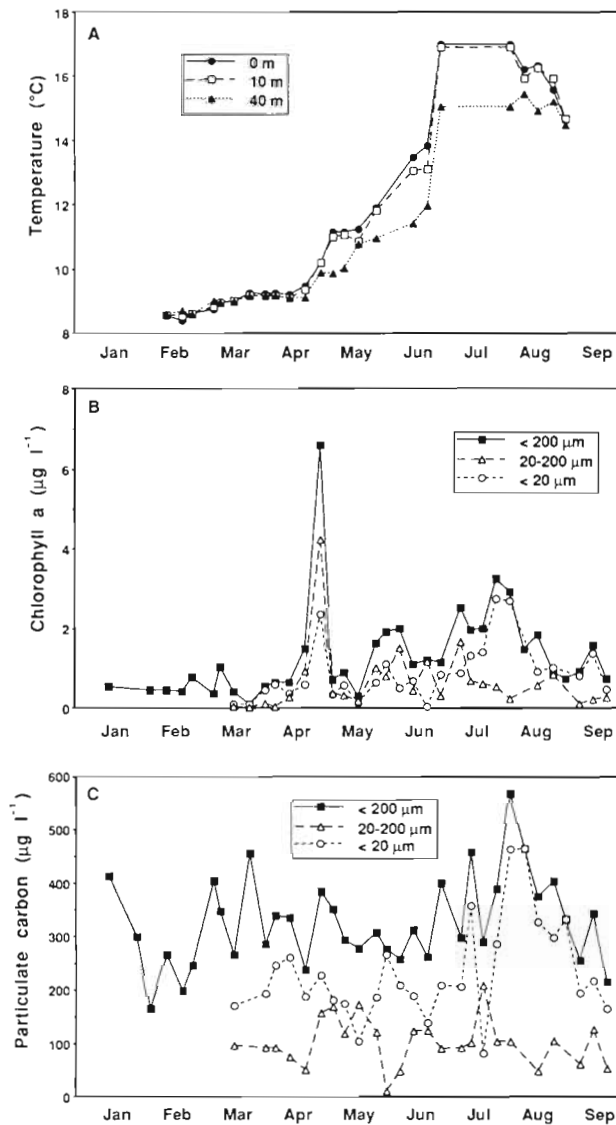 A
0 m
10 m
40 m
Temperature (°C)
18
16
14
12
10
8
Jan Feb Mar Apr May Jun Jul Aug Sep
B
< 200 µm
20-200 µm
< 20 µm
Chlorophyll a (µg l⁻¹)
8
6
4
2
0
Jan Feb Mar Apr May Jun Jul Aug Sep
C
< 200 µm
20-200 µm
< 20 µm
Particulate carbon (µg l⁻¹)
600
500
400
300
200
100
0
Jan Feb Mar Apr May Jun Jul Aug Sep